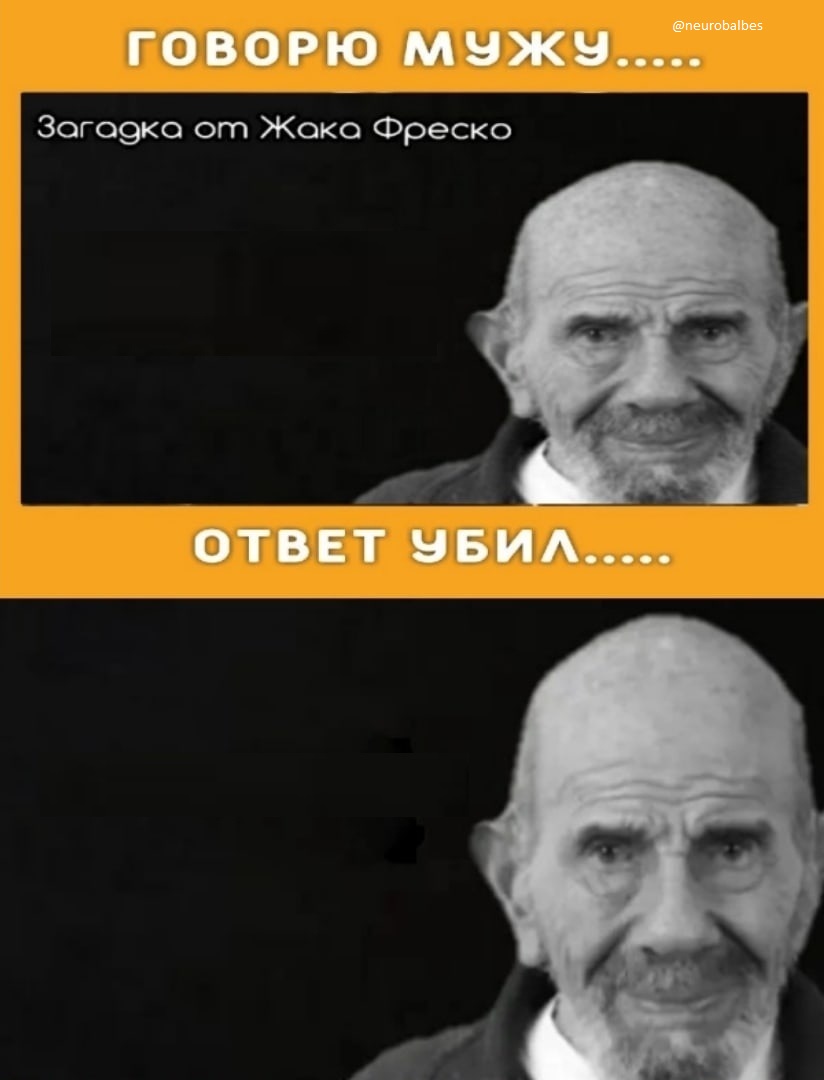 @neurobalbes
ГОВОРЮ МУЖУ.....
Загадка от Жака Фреско
ОТВЕТ УБИЛ.....